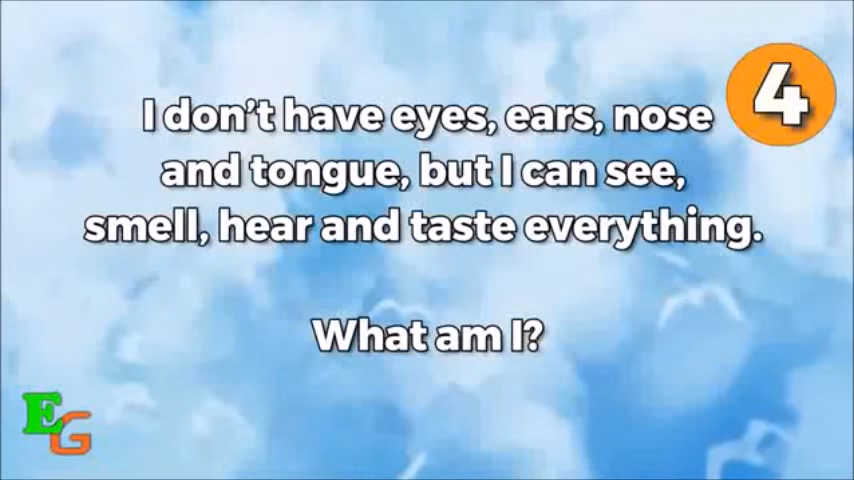 4
I don't have eyes, ears, nose
and tongue, but I can see,
smell, hear and taste everything.
What am I?
EG